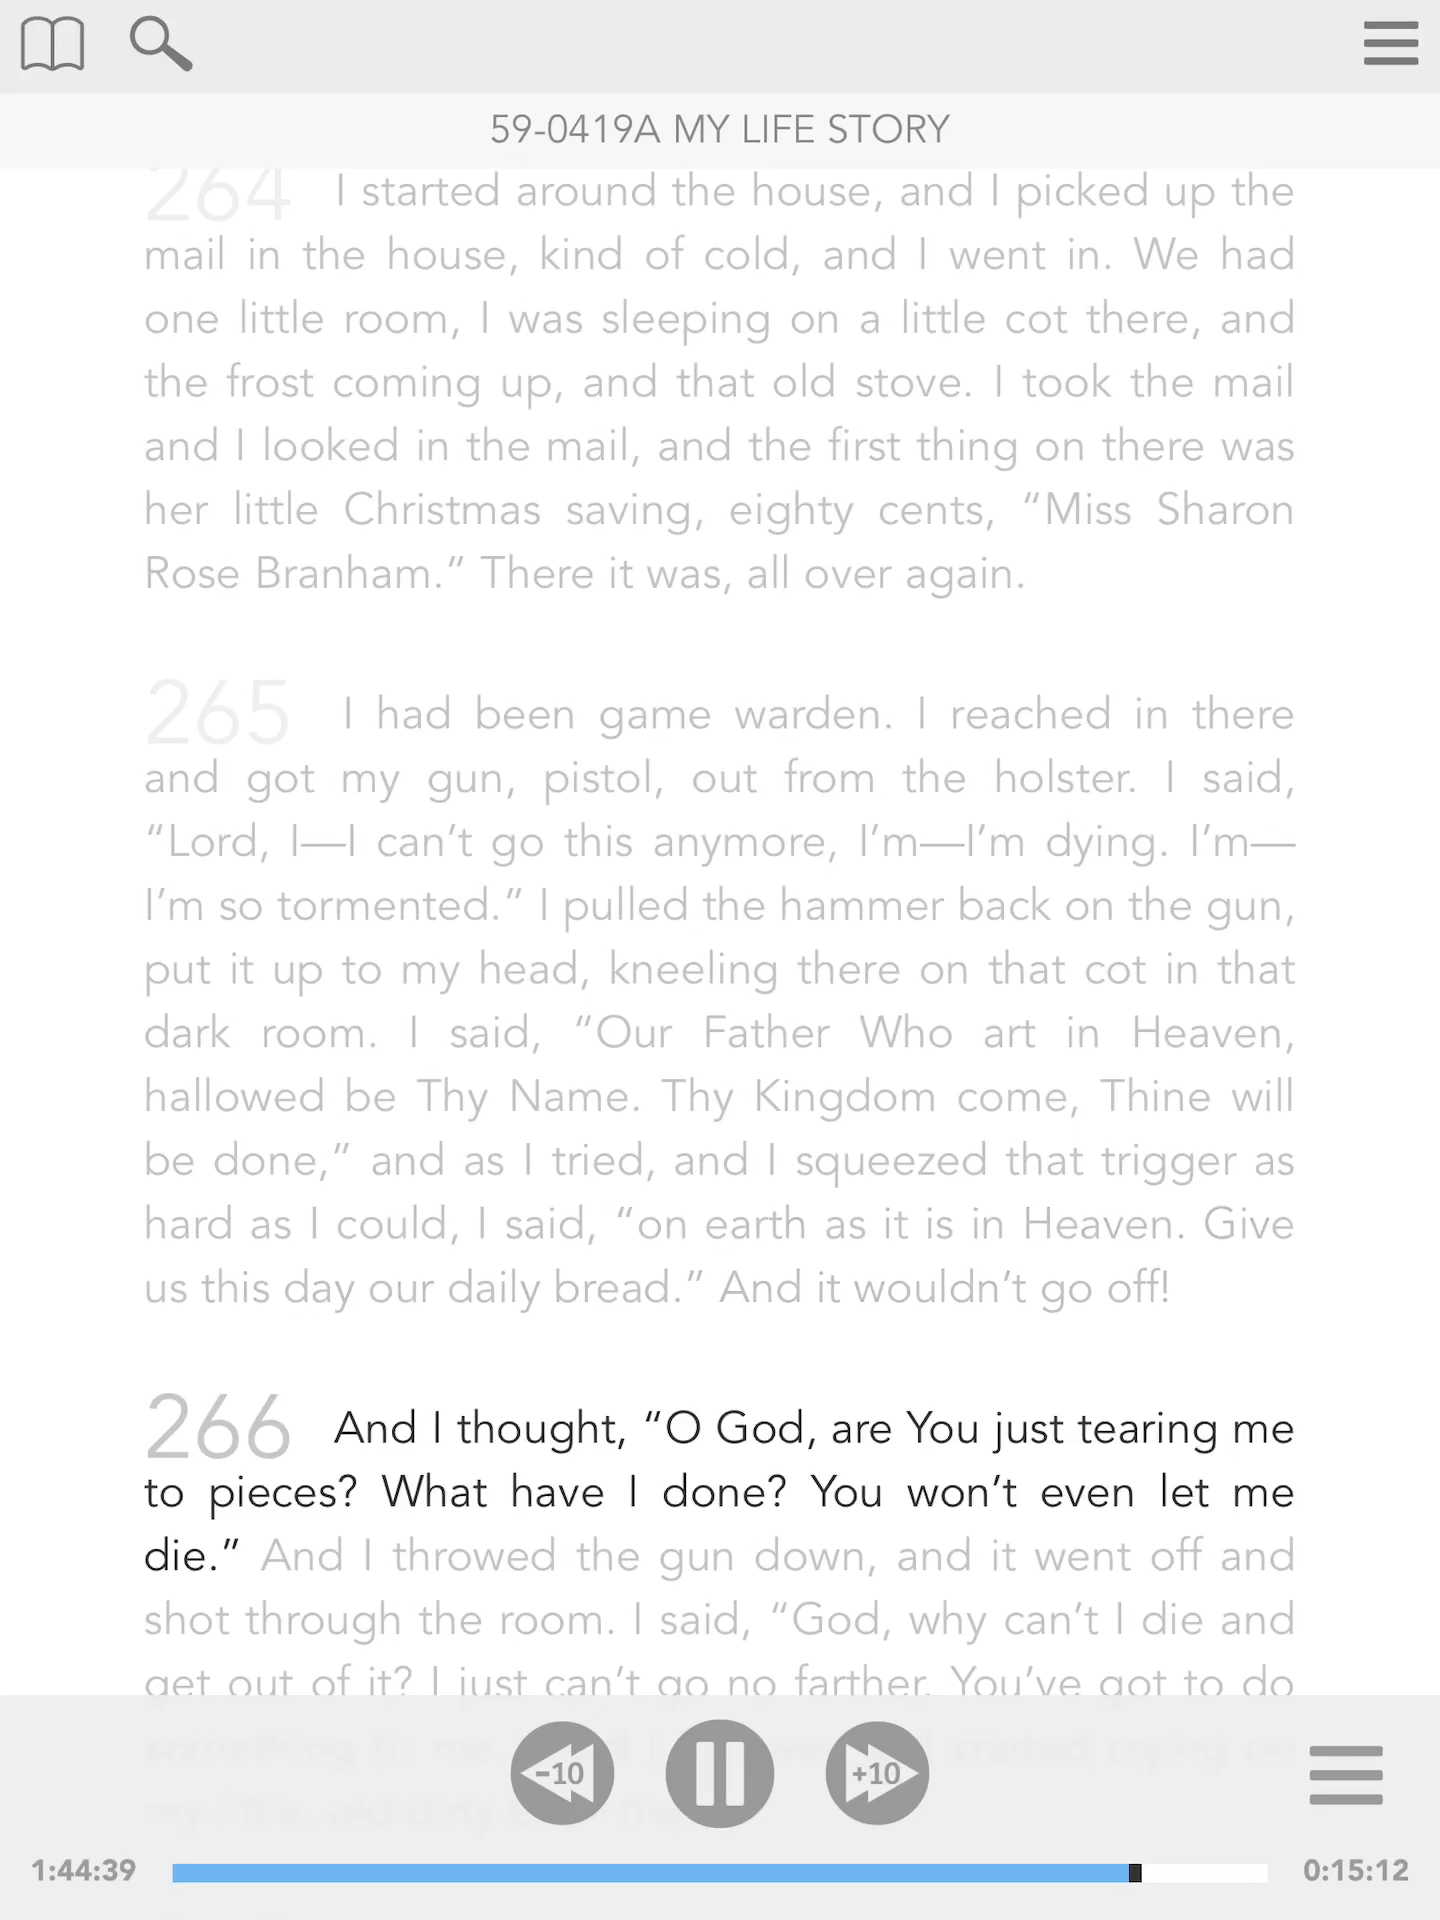 59-0419A MY LIFE STORY
264 I started around the house, and I picked up the
mail in the house, kind of cold, and I went in. We had
one little room, I was sleeping on a little cot there, and
the frost coming up, and that old stove. I took the mail
and I looked in the mail, and the first thing on there was
her little Christmas saving, eighty cents, “Miss Sharon
Rose Branham.” There it was, all over again.
265 I had been game warden. I reached in there
and got my gun, pistol, out from the holster. I said,
“Lord, I—I can’t go this anymore, I’m—I’m dying. I’m—
I’m so tormented.” I pulled the hammer back on the gun,
put it up to my head, kneeling there on that cot in that
dark room. I said, “Our Father Who art in Heaven,
hallowed be Thy Name. Thy Kingdom come, Thine will
be done,” and as I tried, and I squeezed that trigger as
hard as I could, I said, “on earth as it is in Heaven. Give
us this day our daily bread.” And it wouldn’t go off!
266 And I thought, “O God, are You just tearing me
to pieces? What have I done? You won’t even let me
die.” And I throwed the gun down, and it went off and
shot through the room. I said, “God, why can’t I die and
get out of it? I just can’t go no farther. You’ve got to do
something to me. started crying on
my old dirty
-10 +10
1:44:39 0:15:12